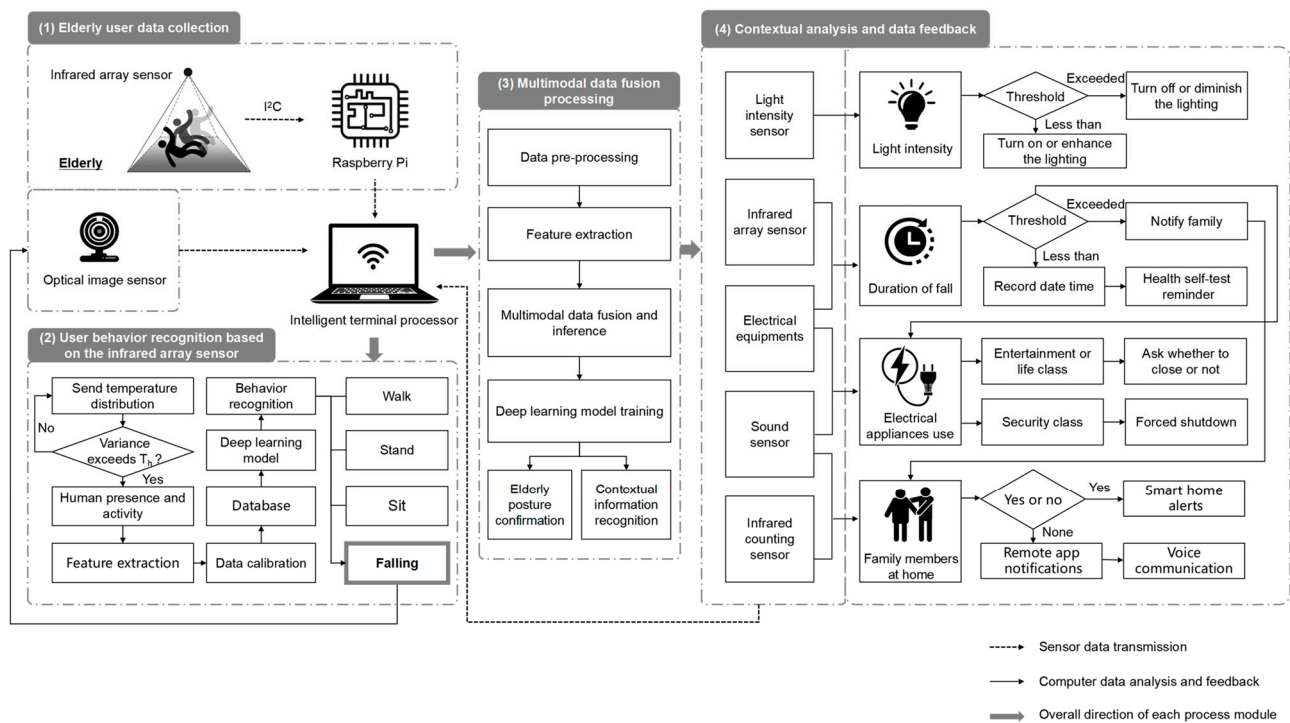 (1) Elderly user data collection
Infrared array sensor
I²C
Elderly
Raspberry Pi
Optical image sensor
Intelligent terminal processor
(2) User behavior recognition based
on the infrared array sensor
Send temperature
distribution
No
Variance
exceeds Th ?
Yes
Human presence and
activity
Feature extraction
Data calibration
Database
Deep learning
model
Behavior
recognition
Walk
Stand
Sit
Falling
(3) Multimodal data fusion
processing
Data pre-processing
Feature extraction
Multimodal data fusion and
inference
Deep learning model training
Elderly
posture
confirmation
Contextual
information
recognition
(4) Contextual analysis and data feedback
Light
intensity
sensor
Infrared
array sensor
Electrical
equipments
Sound
sensor
Infrared
counting
sensor
Light intensity
Threshold
Exceeded
Turn off or diminish
the lighting
Less than
Turn on or enhance
the lighting
Duration of fall
Threshold
Exceeded
Notify family
Less than
Record date time
Health self-test
reminder
Electrical
appliances use
Entertainment or
life class
Ask whether to
close or not
Security class
Forced shutdown
Family members
at home
Yes or no
Yes
Smart home
alerts
None
Remote app
notifications
Voice
communication
Sensor data transmission
Computer data analysis and feedback
Overall direction of each process module